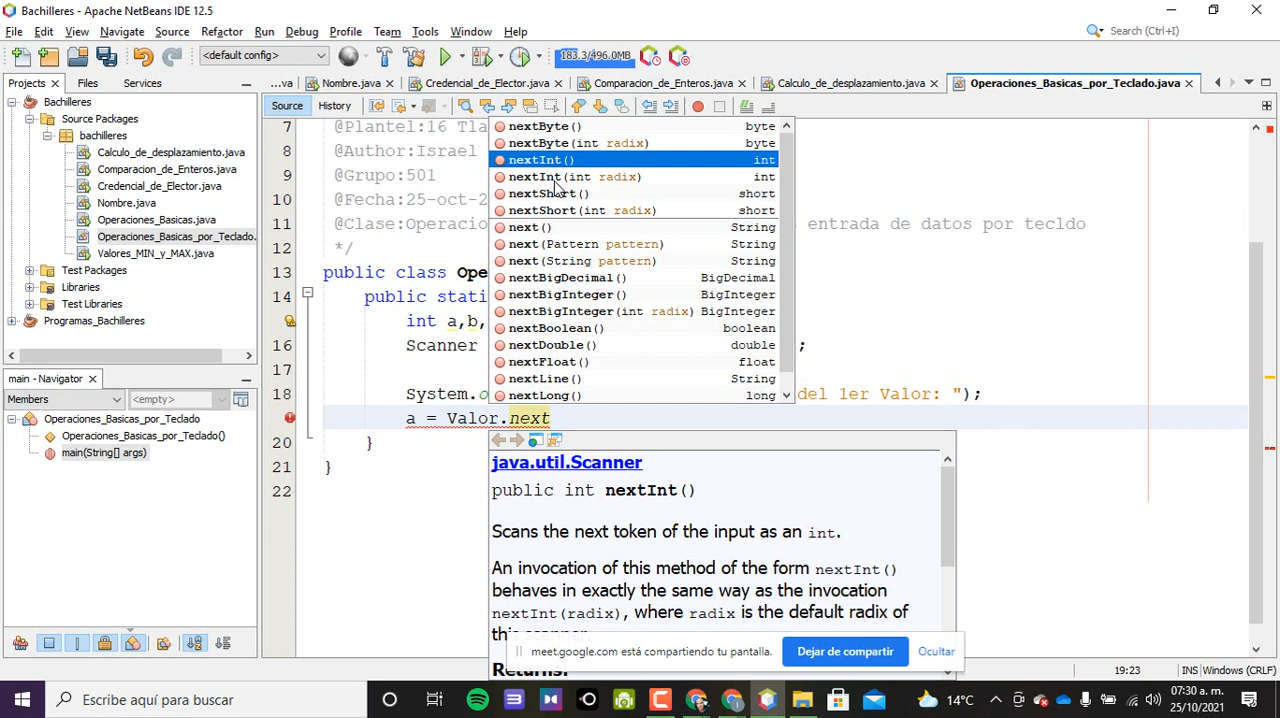 Bachilleres - Apache NetBeans IDE 12.5
File Edit View Navigate Source Refactor Run Debug Profile Team Tools Window Help
Search (Ctrl+I)
<default config>
183.3/496.0MB
Projects
Files
Services
...va
Nombre.java
Credencial_de_Elector.java
Comparacion_de_Enteros.java
Calculo_de_desplazamiento.java
Operaciones_Basicas_por_Teclado.java
Bachilleres
Source Packages
bachilleres
Calculo_de_desplazamiento.java
Comparacion_de_Enteros.java
Credencial_de_Elector.java
Nombre.java
Operaciones_Basicas.java
Operaciones_Basicas_por_Teclado.
Valores_MIN_y_MAX.java
Test Packages
Libraries
Test Libraries
Programas_Bachilleres
main - Navigator
Members
<empty>
Operaciones_Basicas_por_Teclado
Operaciones_Basicas_por_Teclado()
main(String[] args)
Source
History
7 @Plantel:16 Tla
8 @Author:Israel
9 @Grupo:501
10 @Fecha:25-oct-2
11 @Clase:Operacio entrada de datos por tecldo
12 */
13 public class Ope
14 public stati
int a,b,
16 Scanner ;
17
18 System.o del 1er Valor: ");
a = Valor.next
20 }
21 }
22
nextByte() byte
nextByte(int radix) byte
nextInt() int
nextInt(int radix) int
nextShort() short
nextShort(int radix) short
next() String
next(Pattern pattern) String
next(String pattern) String
nextBigDecimal() BigDecimal
nextBigInteger() BigInteger
nextBigInteger(int radix) BigInteger
nextBoolean() boolean
nextDouble() double
nextFloat() float
nextLine() String
nextLong() long
java.util.Scanner
public int nextInt()
Scans the next token of the input as an int.
An invocation of this method of the form nextInt()
behaves in exactly the same way as the invocation
nextInt(radix), where radix is the default radix of
this scanner.
Returns:
meet.google.com está compartiendo tu pantalla.
Dejar de compartir
Ocultar
19:23
INS
Windows (CRLF)
Escribe aquí para buscar
14°C
07:30 a. m.
25/10/2021